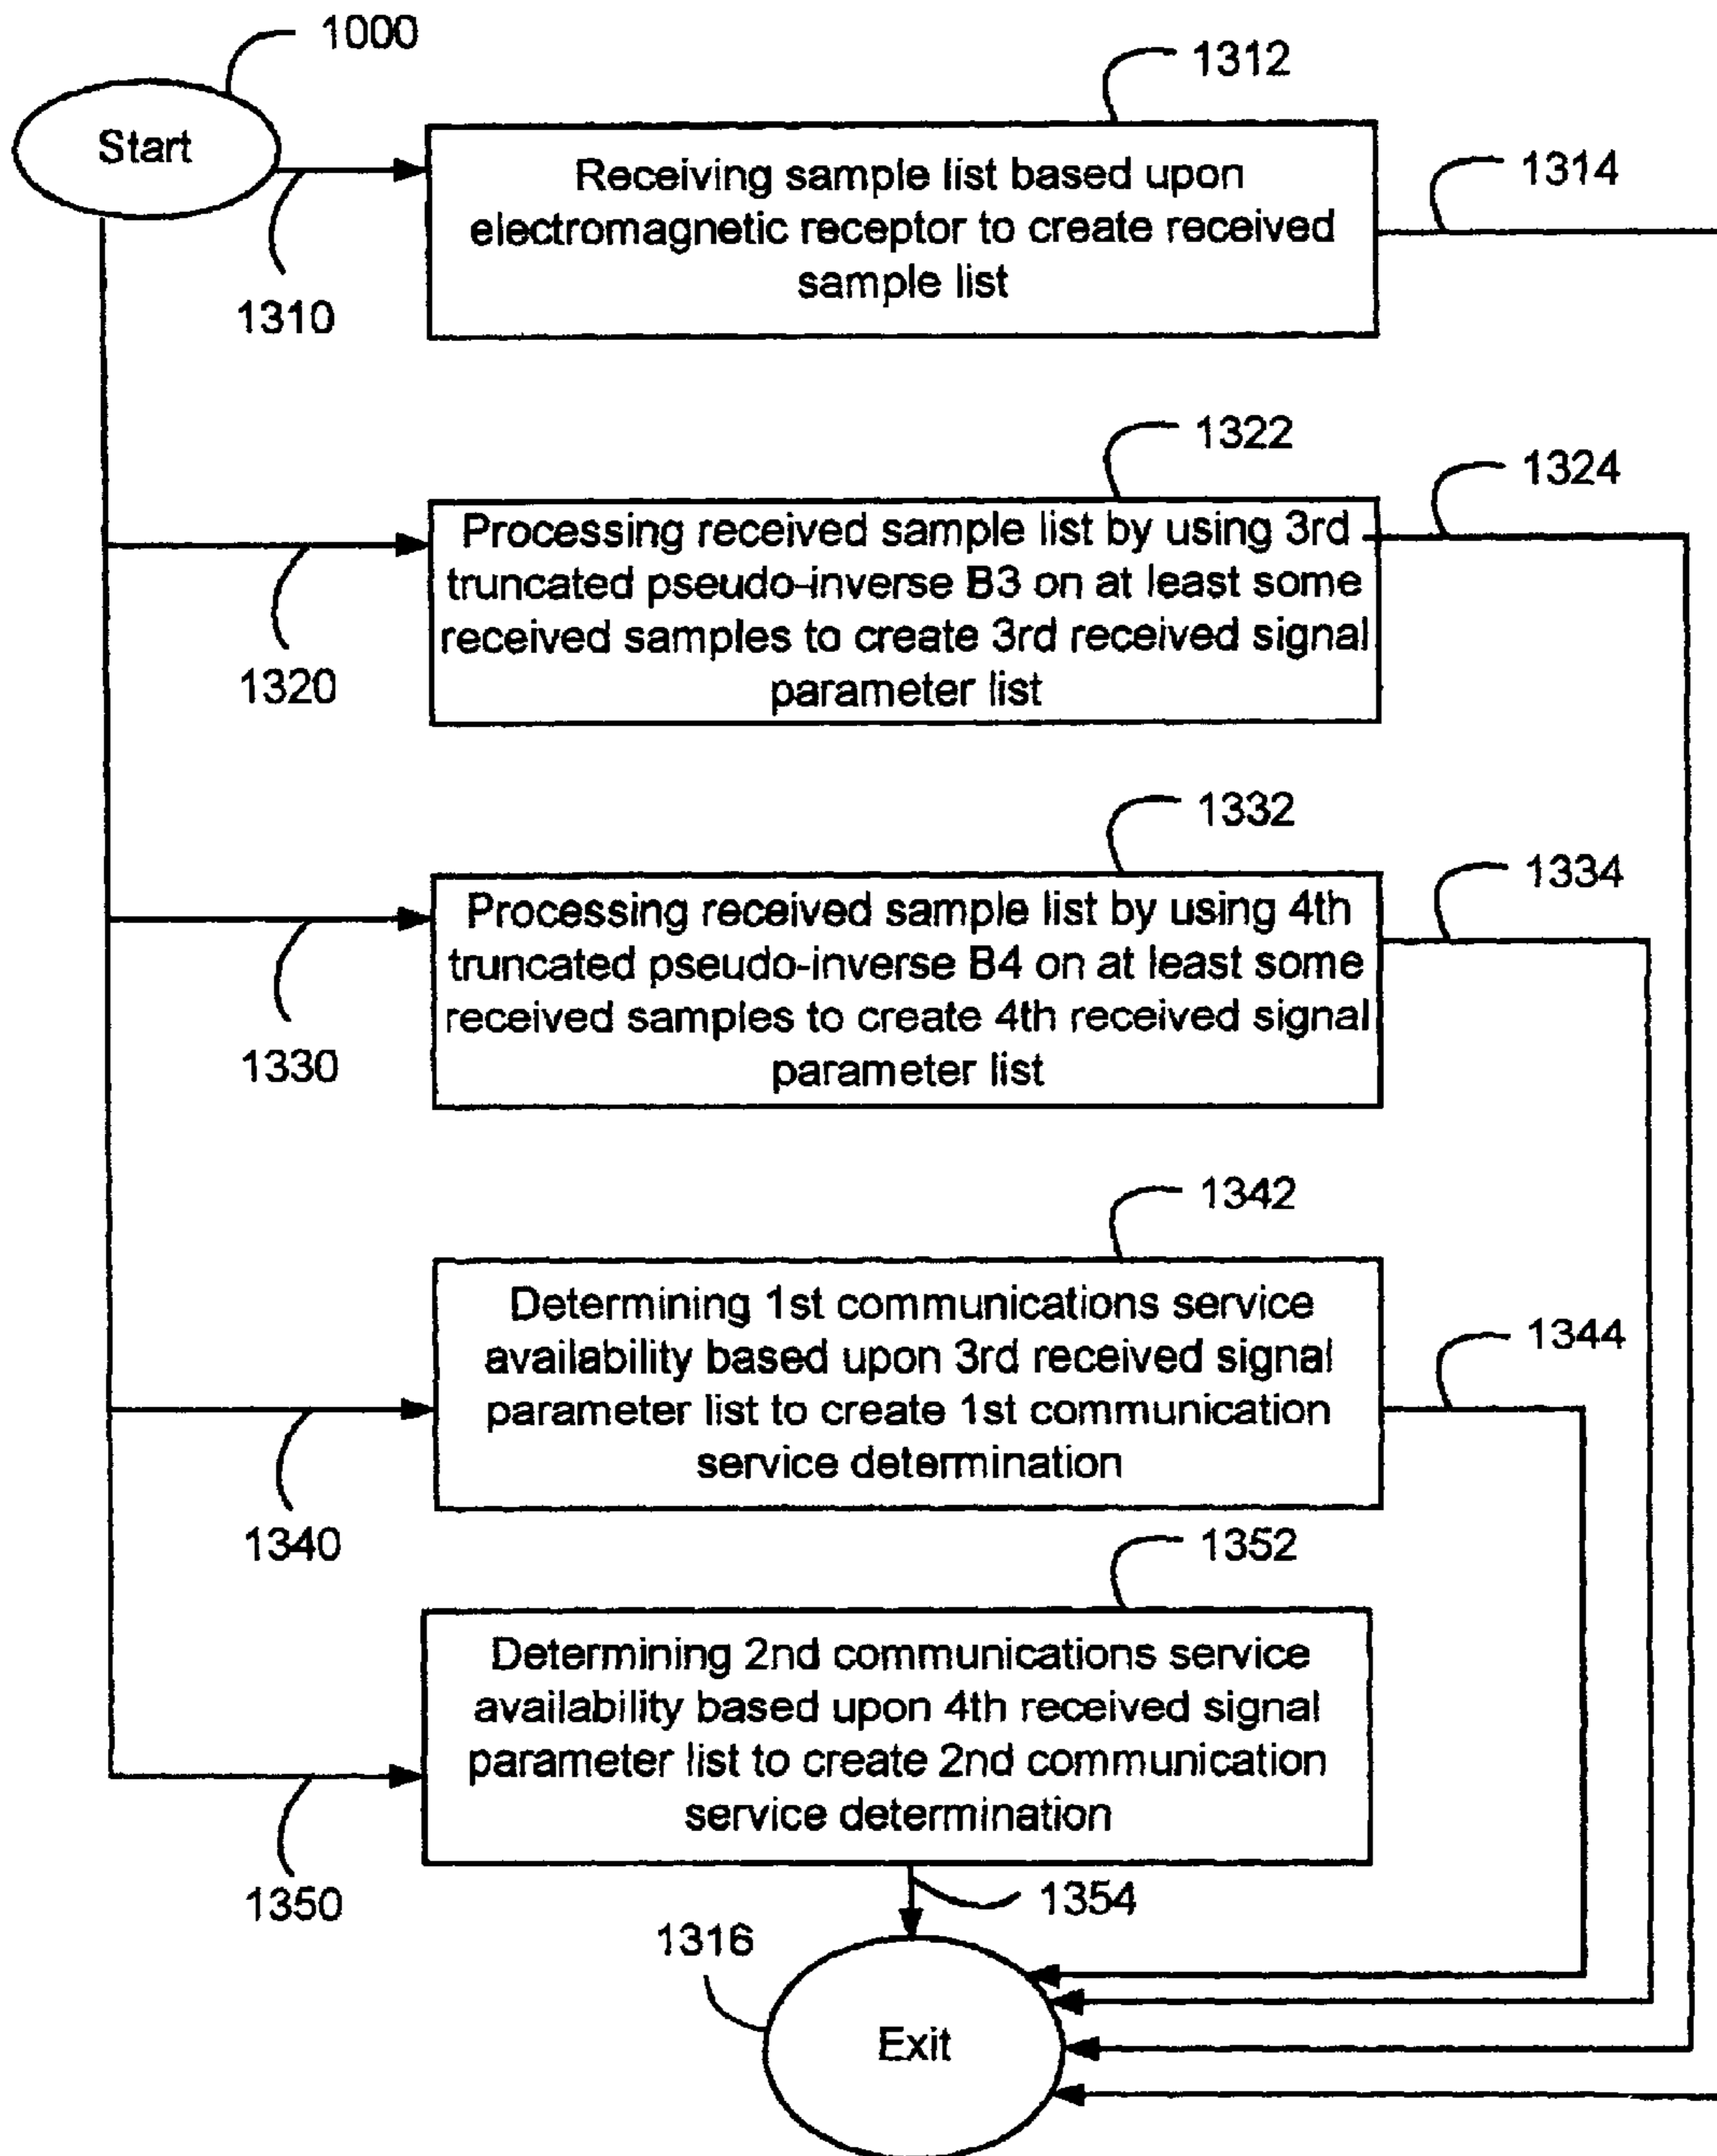 1000
Start
1312
Receiving sample list based upon
electromagnetic receptor to create received
sample list
1314
1310
1322
Processing received sample list by using 3rd
truncated pseudo-inverse B3 on at least some
received samples to create 3rd received signal
parameter list
1324
1320
1332
Processing received sample list by using 4th
truncated pseudo-inverse B4 on at least some
received samples to create 4th received signal
parameter list
1334
1330
1342
Determining 1st communications service
availability based upon 3rd received signal
parameter list to create 1st communication
service determination
1344
1340
1352
Determining 2nd communications service
availability based upon 4th received signal
parameter list to create 2nd communication
service determination
1350
1354
1316
Exit